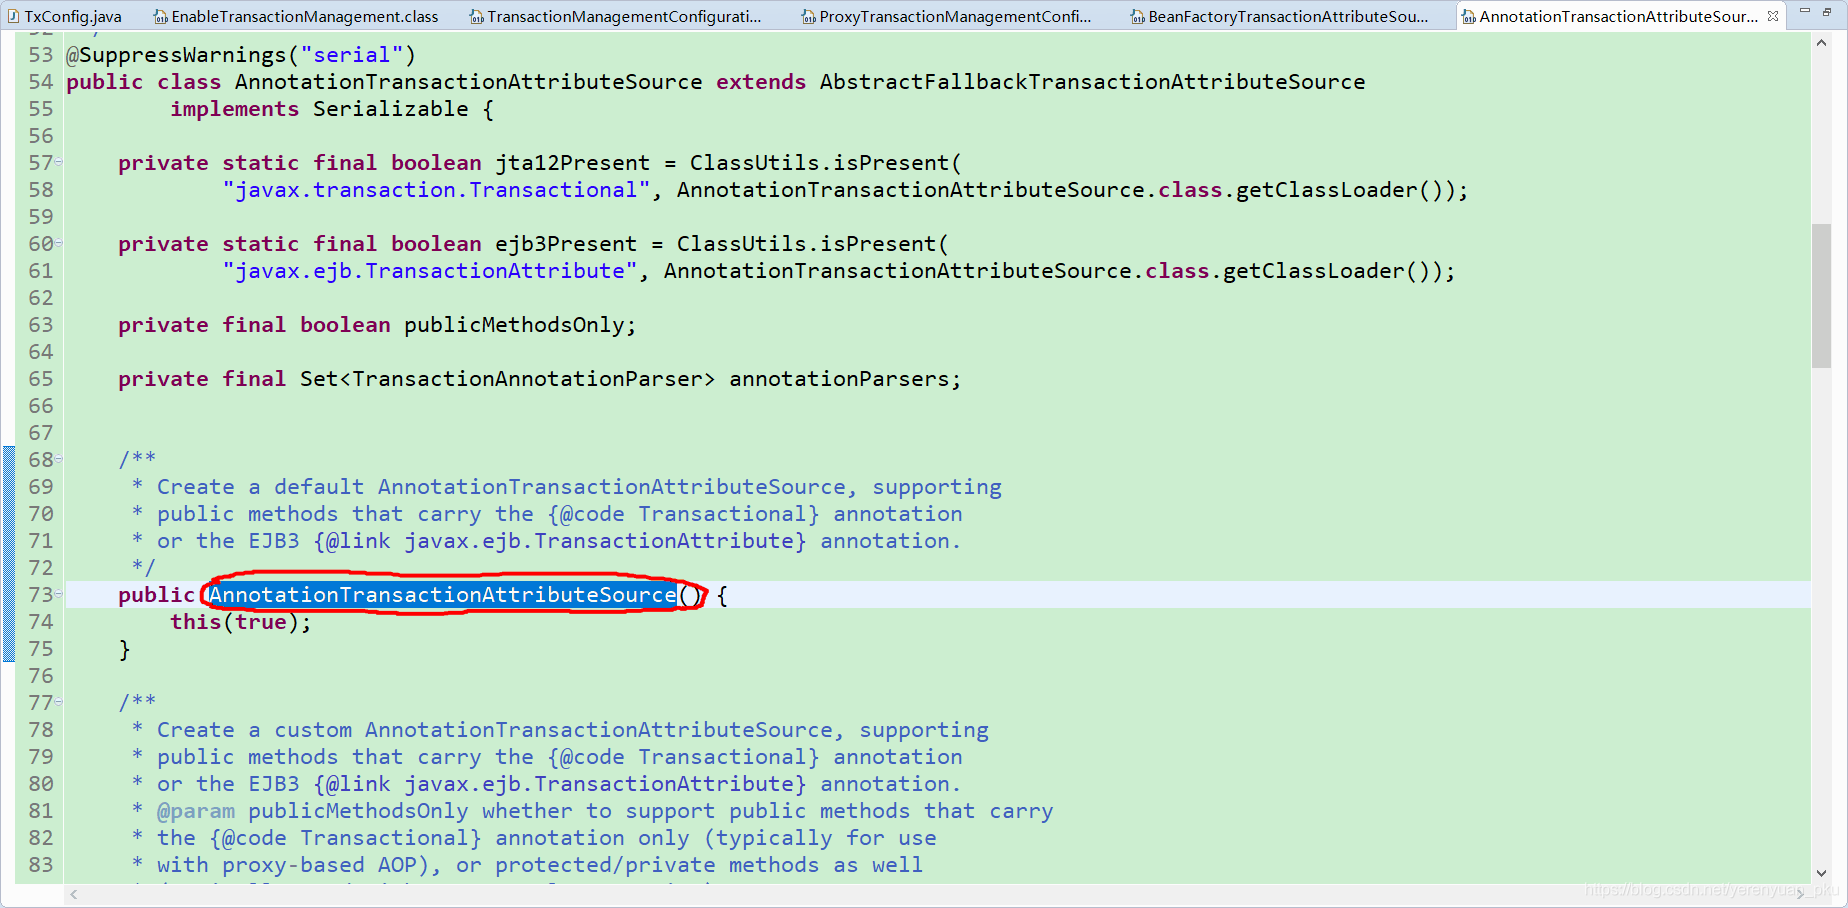 TxConfig.java EnableTransactionManagement.class TransactionManagementConfigurati... ProxyTransactionManagementConfi... BeanFactoryTransactionAttributeSou... AnnotationTransactionAttributeSour...
53 @SuppressWarnings("serial")
54 public class AnnotationTransactionAttributeSource extends AbstractFallbackTransactionAttributeSource
55 implements Serializable {
56
57 private static final boolean jta12Present = ClassUtils.isPresent(
58 "javax.transaction.Transactional", AnnotationTransactionAttributeSource.class.getClassLoader());
59
60 private static final boolean ejb3Present = ClassUtils.isPresent(
61 "javax.ejb.TransactionAttribute", AnnotationTransactionAttributeSource.class.getClassLoader());
62
63 private final boolean publicMethodsOnly;
64
65 private final Set<TransactionAnnotationParser> annotationParsers;
66
67
68 /**
69 * Create a default AnnotationTransactionAttributeSource, supporting
70 * public methods that carry the {@code Transactional} annotation
71 * or the EJB3 {@link javax.ejb.TransactionAttribute} annotation.
72 */
73 public AnnotationTransactionAttributeSource() {
74 this(true);
75 }
76
77 /**
78 * Create a custom AnnotationTransactionAttributeSource, supporting
79 * public methods that carry the {@code Transactional} annotation
80 * or the EJB3 {@link javax.ejb.TransactionAttribute} annotation.
81 * @param publicMethodsOnly whether to support public methods that carry
82 * the {@code Transactional} annotation only (typically for use
83 * with proxy-based AOP), or protected/private methods as well
https://blog.csdn.net/yerenyuan_pku